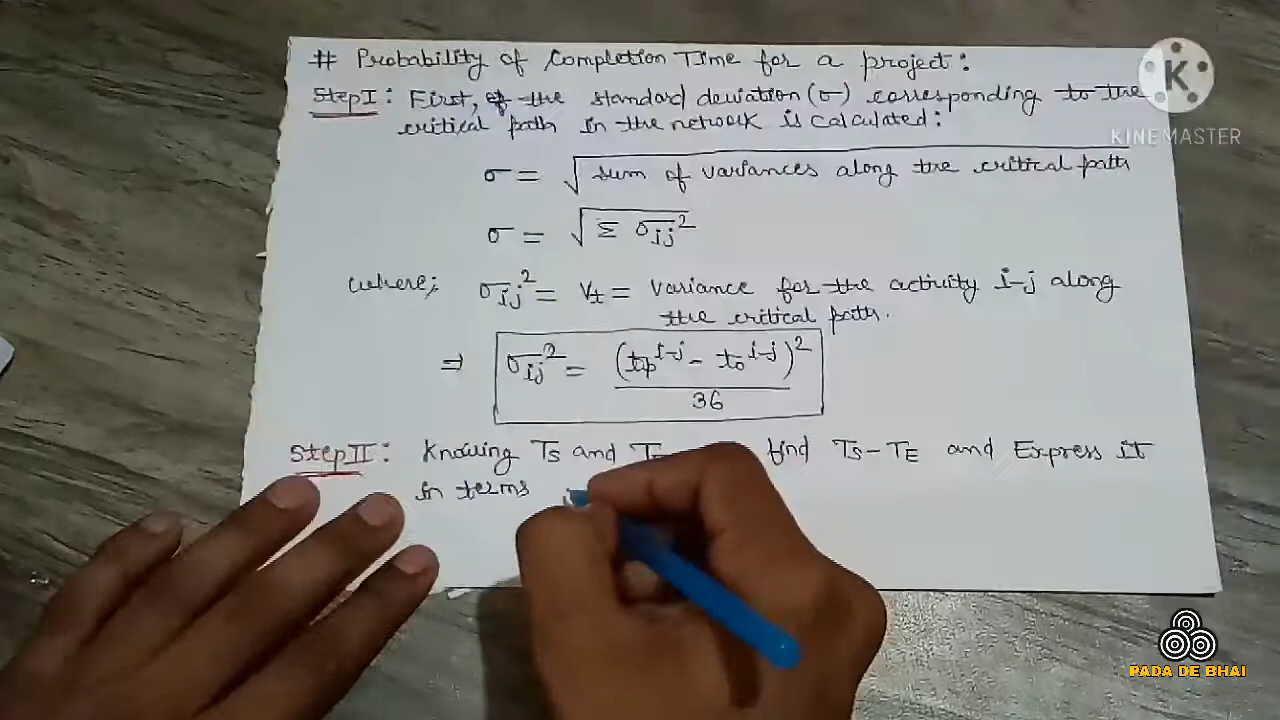 # Probability of Completion Time for a project:
Step I: First, of the standard deviation (σ) corresponding to the
critical path in the network is calculated:
σ = √sum of variances along the critical path
σ = √Σ σij²
where; σij² = Vt = variance for the activity i-j along
the critical path.
⇒ σij² = (tp^i-j - to^i-j)²
36
Step II: Knowing Ts and TE find Ts - TE and Express it
in terms
K
KINEMASTER
PADA DE BHAI